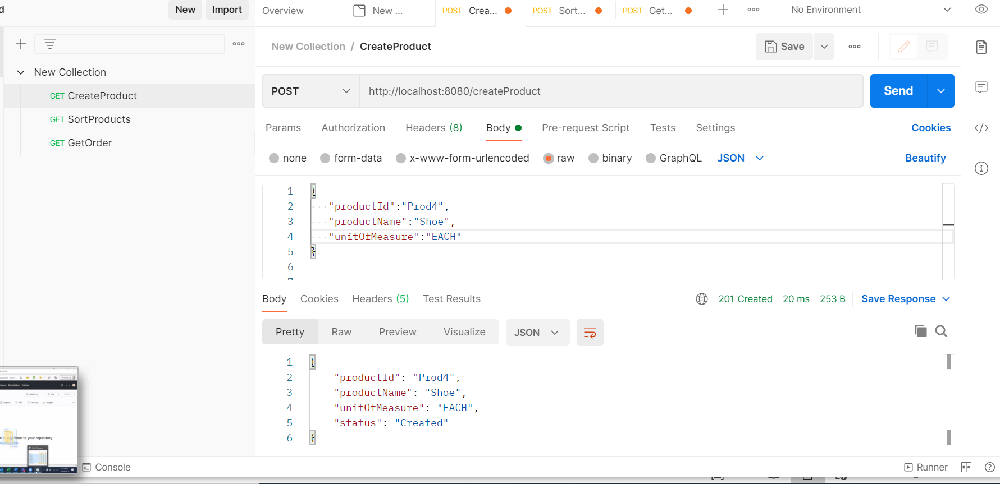 d
New
Import
Overview
New ...
POST Crea...
POST Sort...
POST Get...
No Environment
New Collection / CreateProduct
Save
New Collection
GET CreateProduct
GET SortProducts
GET GetOrder
POST
http://localhost:8080/createProduct
Send
Params
Authorization
Headers (8)
Body
Pre-request Script
Tests
Settings
Cookies
none
form-data
x-www-form-urlencoded
raw
binary
GraphQL
JSON
Beautify
1 {
2 "productId":"Prod4",
3 "productName":"Shoe",
4 "unitOfMeasure":"EACH"
5 }
6
7
Body
Cookies
Headers (5)
Test Results
201 Created
20 ms
253 B
Save Response
Pretty
Raw
Preview
Visualize
JSON
1 {
2 "productId": "Prod4",
3 "productName": "Shoe",
4 "unitOfMeasure": "EACH",
5 "status": "Created"
6 }
them to your repository
Console
Runner